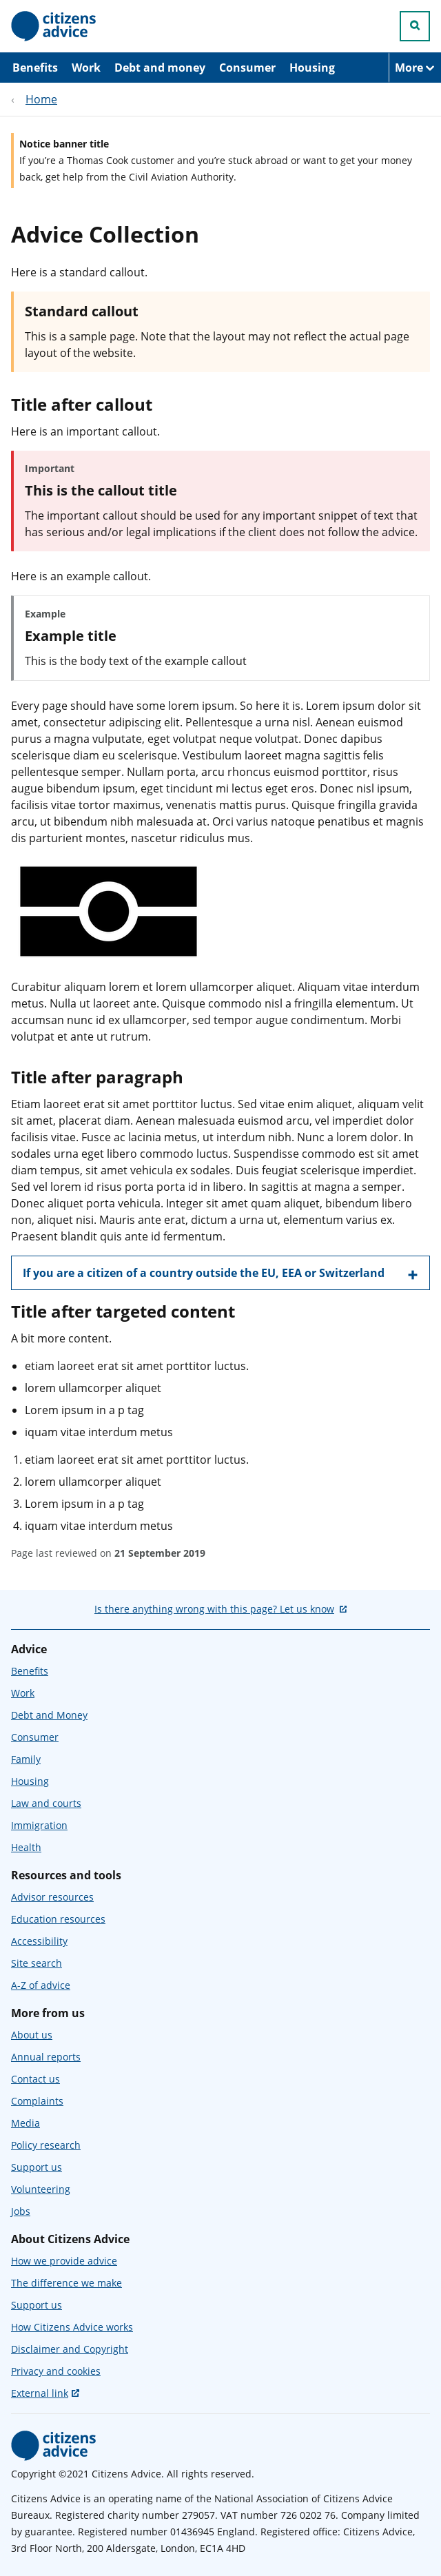 citizens
advice
Benefits Work Debt and money Consumer Housing More
‹ Home
Notice banner title
If you’re a Thomas Cook customer and you’re stuck abroad or want to get your money
back, get help from the Civil Aviation Authority.
Advice Collection
Here is a standard callout.
Standard callout
This is a sample page. Note that the layout may not reflect the actual page
layout of the website.
Title after callout
Here is an important callout.
Important
This is the callout title
The important callout should be used for any important snippet of text that
has serious and/or legal implications if the client does not follow the advice.
Here is an example callout.
Example
Example title
This is the body text of the example callout
Every page should have some lorem ipsum. So here it is. Lorem ipsum dolor sit
amet, consectetur adipiscing elit. Pellentesque a urna nisl. Aenean euismod
purus a magna vulputate, eget volutpat neque volutpat. Donec dapibus
scelerisque diam eu scelerisque. Vestibulum laoreet magna sagittis felis
pellentesque semper. Nullam porta, arcu rhoncus euismod porttitor, risus
augue bibendum ipsum, eget tincidunt mi lectus eget eros. Donec nisl ipsum,
facilisis vitae tortor maximus, venenatis mattis purus. Quisque fringilla gravida
arcu, ut bibendum nibh malesuada at. Orci varius natoque penatibus et magnis
dis parturient montes, nascetur ridiculus mus.
Curabitur aliquam lorem et lorem ullamcorper aliquet. Aliquam vitae interdum
metus. Nulla ut laoreet ante. Quisque commodo nisl a fringilla elementum. Ut
accumsan nunc id ex ullamcorper, sed tempor augue condimentum. Morbi
volutpat et ante ut rutrum.
Title after paragraph
Etiam laoreet erat sit amet porttitor luctus. Sed vitae enim aliquet, aliquam velit
sit amet, placerat diam. Aenean malesuada euismod arcu, vel imperdiet dolor
facilisis vitae. Fusce ac lacinia metus, ut interdum nibh. Nunc a lorem dolor. In
sodales urna eget libero commodo luctus. Suspendisse commodo est sit amet
diam tempus, sit amet vehicula ex sodales. Duis feugiat scelerisque imperdiet.
Sed vel lorem id risus porta porta id in libero. In sagittis at magna a semper.
Donec aliquet porta vehicula. Integer sit amet quam aliquet, bibendum libero
non, aliquet nisi. Mauris ante erat, dictum a urna ut, elementum varius ex.
Praesent blandit quis ante id fermentum.
If you are a citizen of a country outside the EU, EEA or Switzerland
Title after targeted content
A bit more content.
• etiam laoreet erat sit amet porttitor luctus.
• lorem ullamcorper aliquet
• Lorem ipsum in a p tag
• iquam vitae interdum metus
1. etiam laoreet erat sit amet porttitor luctus.
2. lorem ullamcorper aliquet
3. Lorem ipsum in a p tag
4. iquam vitae interdum metus
Page last reviewed on 21 September 2019
Is there anything wrong with this page? Let us know
Advice
Benefits
Work
Debt and Money
Consumer
Family
Housing
Law and courts
Immigration
Health
Resources and tools
Advisor resources
Education resources
Accessibility
Site search
A-Z of advice
More from us
About us
Annual reports
Contact us
Complaints
Media
Policy research
Support us
Volunteering
Jobs
About Citizens Advice
How we provide advice
The difference we make
Support us
How Citizens Advice works
Disclaimer and Copyright
Privacy and cookies
External link
citizens
advice
Copyright ©2021 Citizens Advice. All rights reserved.
Citizens Advice is an operating name of the National Association of Citizens Advice
Bureaux. Registered charity number 279057. VAT number 726 0202 76. Company limited
by guarantee. Registered number 01436945 England. Registered office: Citizens Advice,
3rd Floor North, 200 Aldersgate, London, EC1A 4HD